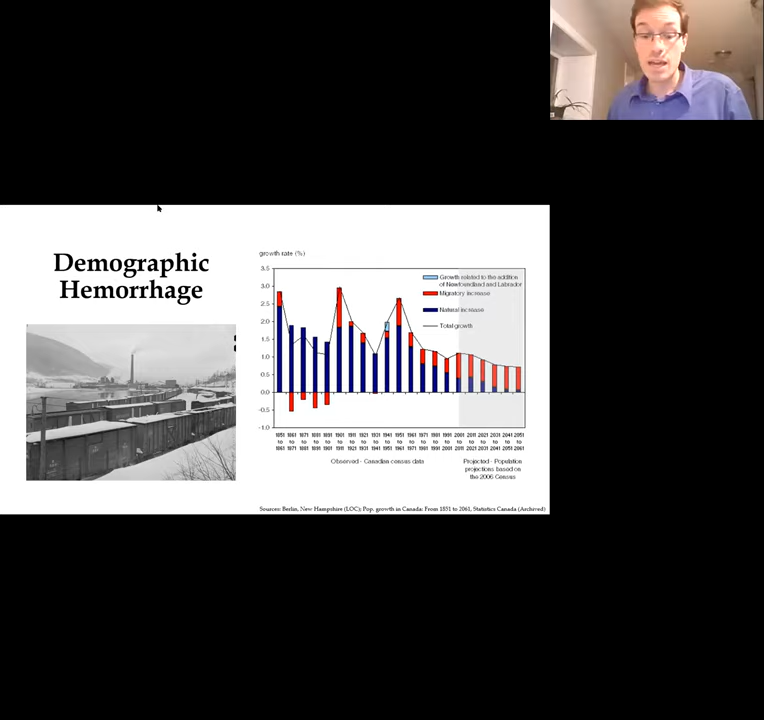 Demographic
Hemorrhage
growth rate (%)
3.5
3.0
2.5
2.0
1.5
1.0
0.5
0.0
-0.5
-1.0
Growth related to the addition
of Newfoundland and Labrador
Migratory increase
Natural increase
Total growth
1851 1861 1871 1881 1891 1901 1911 1921 1931 1941 1951 1961 1971 1981 1991 2001 2011 2021 2031 2041 2051
to to to to to to to to to to to to to to to to to to to to to
1861 1871 1881 1891 1901 1911 1921 1931 1941 1951 1961 1971 1981 1991 2001 2011 2021 2031 2041 2051 2061
Observed - Canadian census data
Projected - Population
projections based on
the 2006 Census
Sources: Berlin, New Hampshire (LOC); Pop. growth in Canada: From 1851 to 2061, Statistics Canada (Archived)